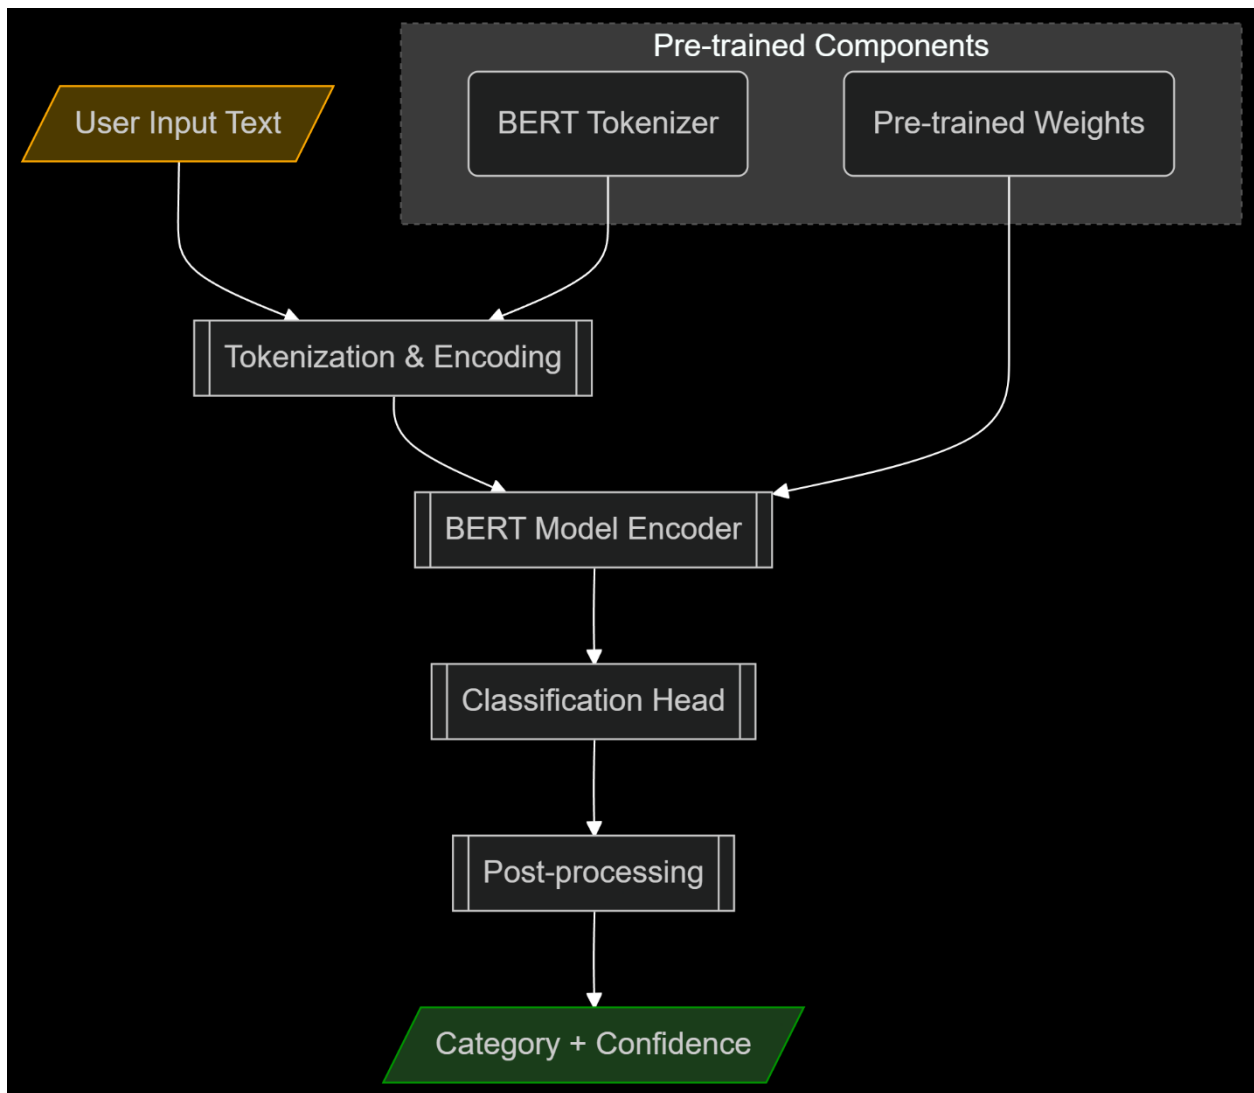 Pre-trained Components
User Input Text
BERT Tokenizer
Pre-trained Weights
Tokenization & Encoding
BERT Model Encoder
Classification Head
Post-processing
Category + Confidence